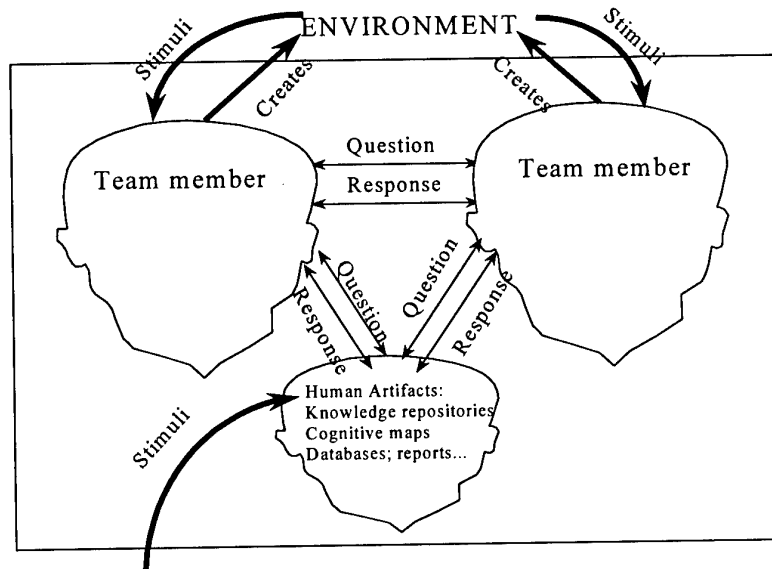 ENVIRONMENT
Stimuli
Stimuli
Creates
Creates
Team member
Question
Response
Team member
Question
Response
Question
Response
Human Artifacts:
Knowledge repositories
Cognitive maps
Databases; reports...
Stimuli